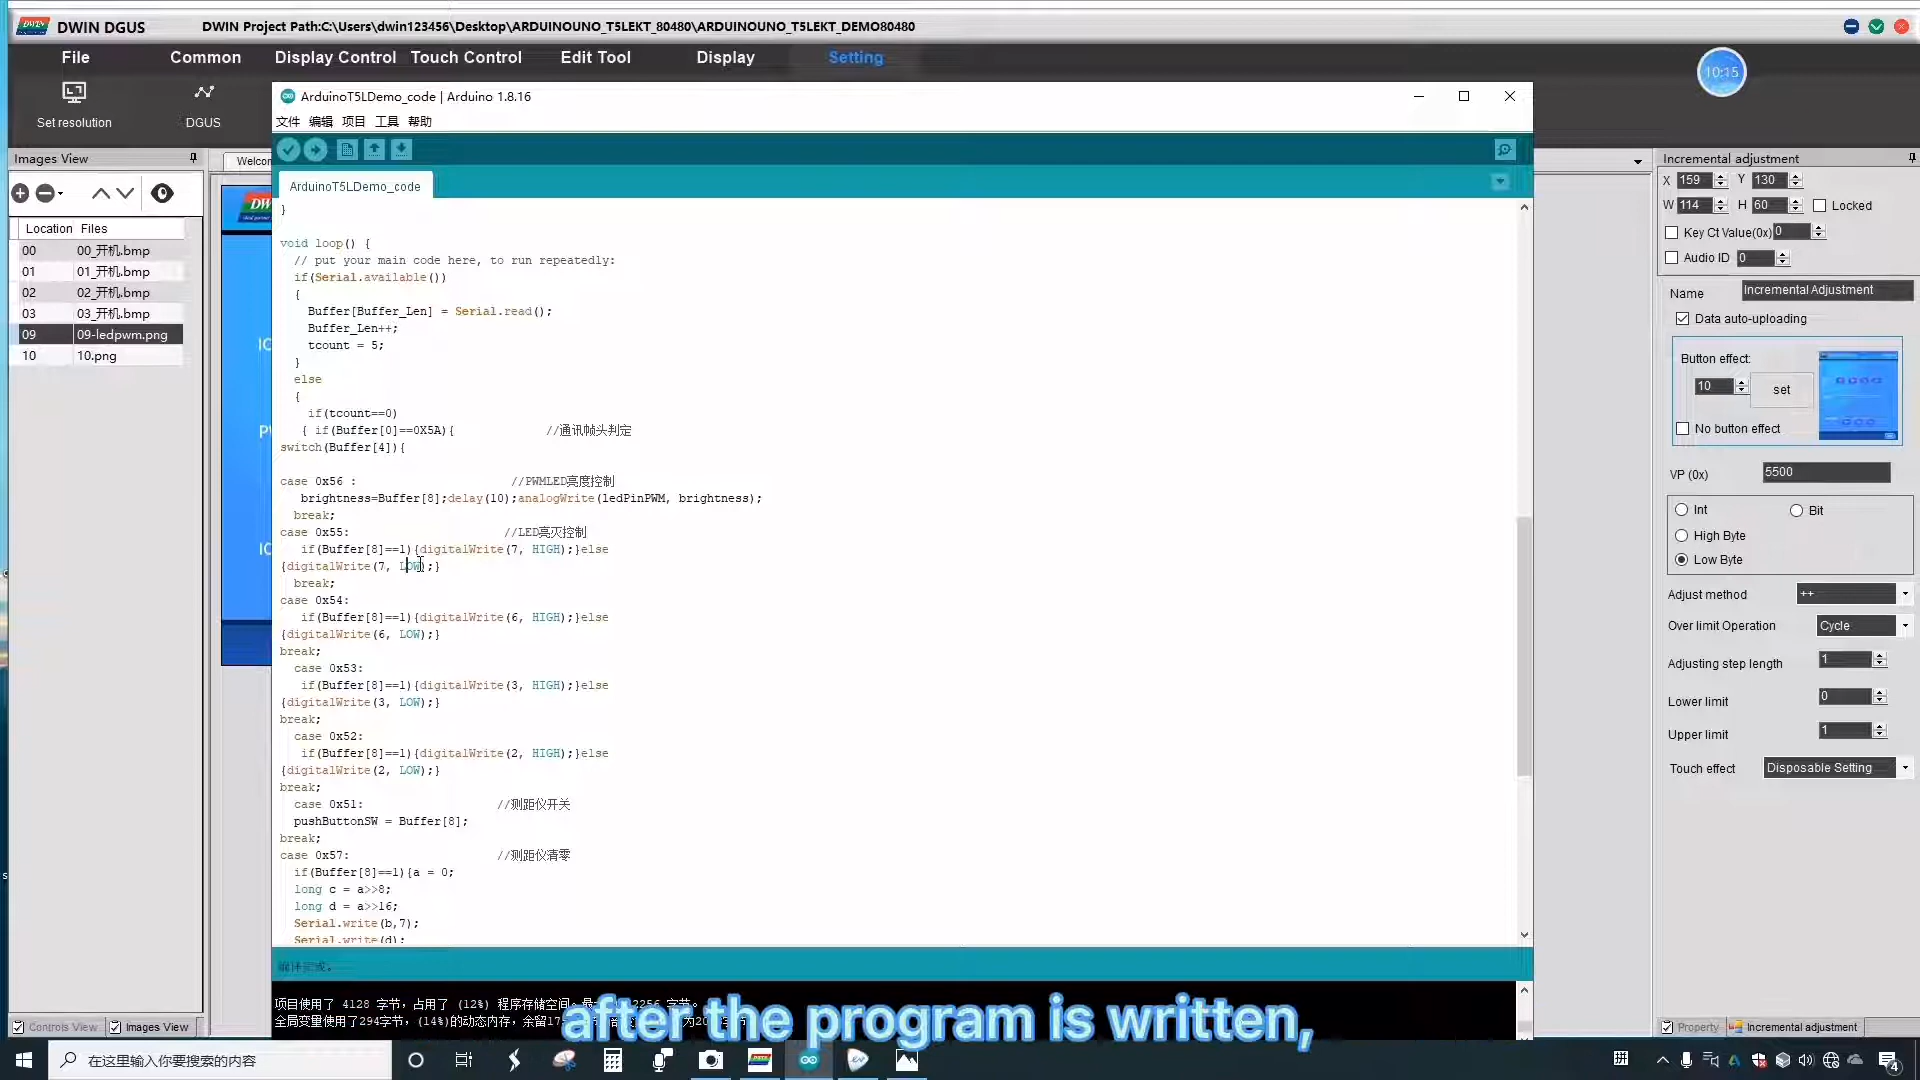 DWIN DGUS
DWIN Project Path:C:\Users\dwin123456\Desktop\ARDUINOUNO_T5LEKT_80480\ARDUINOUNO_T5LEKT_DEMO80480
File Common Display Control Touch Control Edit Tool Display Setting
10:15
Set resolution
DGUS
ArduinoT5LDemo_code | Arduino 1.8.16
文件 编辑 项目 工具 帮助
Images View
Welcon
ArduinoT5LDemo_code
Location Files
00 00_开机.bmp
01 01_开机.bmp
02 02_开机.bmp
03 03_开机.bmp
09 09-ledpwm.png
10 10.png
}
void loop() {
// put your main code here, to run repeatedly:
if(Serial.available())
{
Buffer[Buffer_Len] = Serial.read();
Buffer_Len++;
tcount = 5;
}
else
{
if(tcount==0)
{ if(Buffer[0]==0X5A){ //通讯帧头判定
switch(Buffer[4]){
case 0x56 : //PWMLED亮度控制
brightness=Buffer[8];delay(10);analogWrite(ledPinPWM, brightness);
break;
case 0x55: //LED亮灭控制
if(Buffer[8]==1){digitalWrite(7, HIGH);}else
{digitalWrite(7, LOW);}
break;
case 0x54:
if(Buffer[8]==1){digitalWrite(6, HIGH);}else
{digitalWrite(6, LOW);}
break;
case 0x53:
if(Buffer[8]==1){digitalWrite(3, HIGH);}else
{digitalWrite(3, LOW);}
break;
case 0x52:
if(Buffer[8]==1){digitalWrite(2, HIGH);}else
{digitalWrite(2, LOW);}
break;
case 0x51: //测距仪开关
pushButtonSW = Buffer[8];
break;
case 0x57: //测距仪清零
if(Buffer[8]==1){a = 0;
long c = a>>8;
long d = a>>16;
Serial.write(b,7);
Serial.write(d);
编译完成。
项目使用了 4128 字节，占用了 (12%) 程序存储空间。
全局变量使用了294字节，(14%)的动态内存，余留17
after the program is written,
Incremental adjustment
X 159 Y 130
W 114 H 60 Locked
Key Ct Value(0x) 0
Audio ID 0
Name Incremental Adjustment
Data auto-uploading
Button effect:
10 set
No button effect
VP (0x) 5500
Int Bit
High Byte
Low Byte
Adjust method ++
Over limit Operation Cycle
Adjusting step length 1
Lower limit 0
Upper limit 1
Touch effect Disposable Setting
Controls View Images View
Property Incremental adjustment
在这里输入你要搜索的内容
拼
4